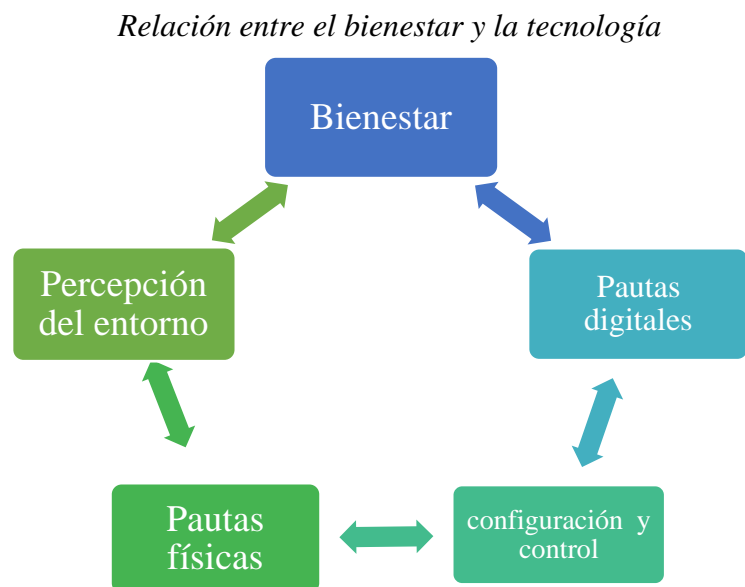 Relación entre el bienestar y la tecnología
Bienestar
Percepción
del entorno
Pautas
digitales
Pautas
físicas
configuración y
control